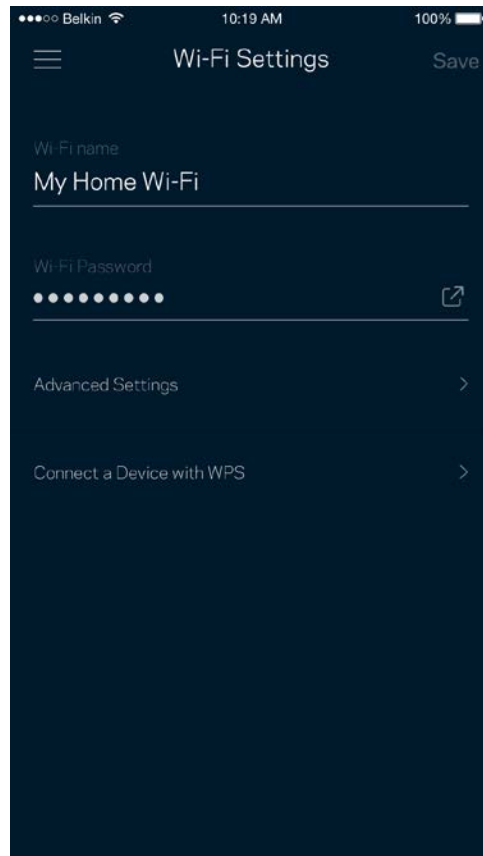 Belkin 10:19 AM 100%
Wi-Fi Settings Save
Wi-Fi name
My Home Wi-Fi
Wi-Fi Password
●●●●●●●●●
Advanced Settings
Connect a Device with WPS